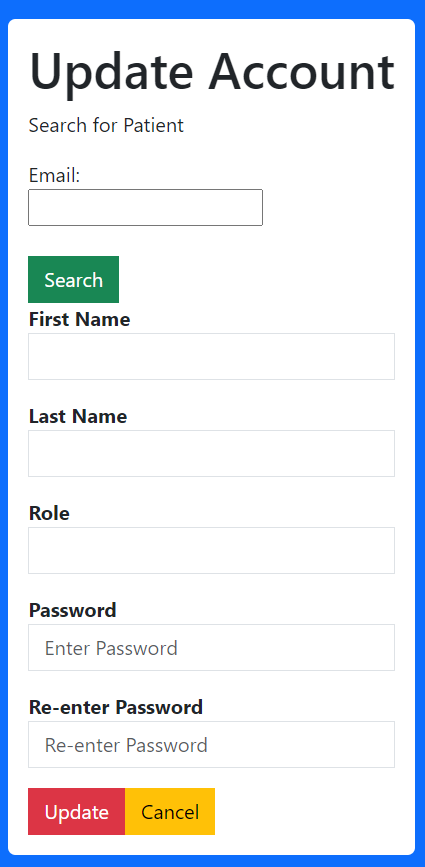 Update Account
Search for Patient
Email:
Search
First Name
Last Name
Role
Password
Enter Password
Re-enter Password
Re-enter Password
Update Cancel